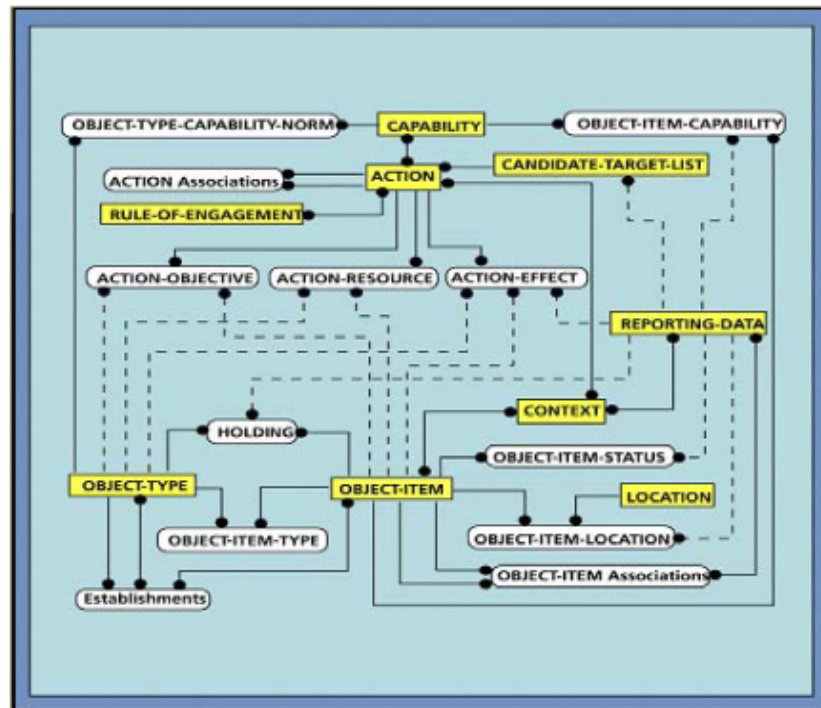 OBJECT-TYPE-CAPABILITY-NORM
CAPABILITY
OBJECT-ITEM-CAPABILITY
CANDIDATE-TARGET-LIST
ACTION Associations
ACTION
RULE-OF-ENGAGEMENT
ACTION-OBJECTIVE
ACTION-RESOURCE
ACTION-EFFECT
REPORTING-DATA
CONTEXT
HOLDING
OBJECT-ITEM-STATUS
OBJECT-TYPE
OBJECT-ITEM
LOCATION
OBJECT-ITEM-TYPE
OBJECT-ITEM-LOCATION
OBJECT-ITEM Associations
Establishments